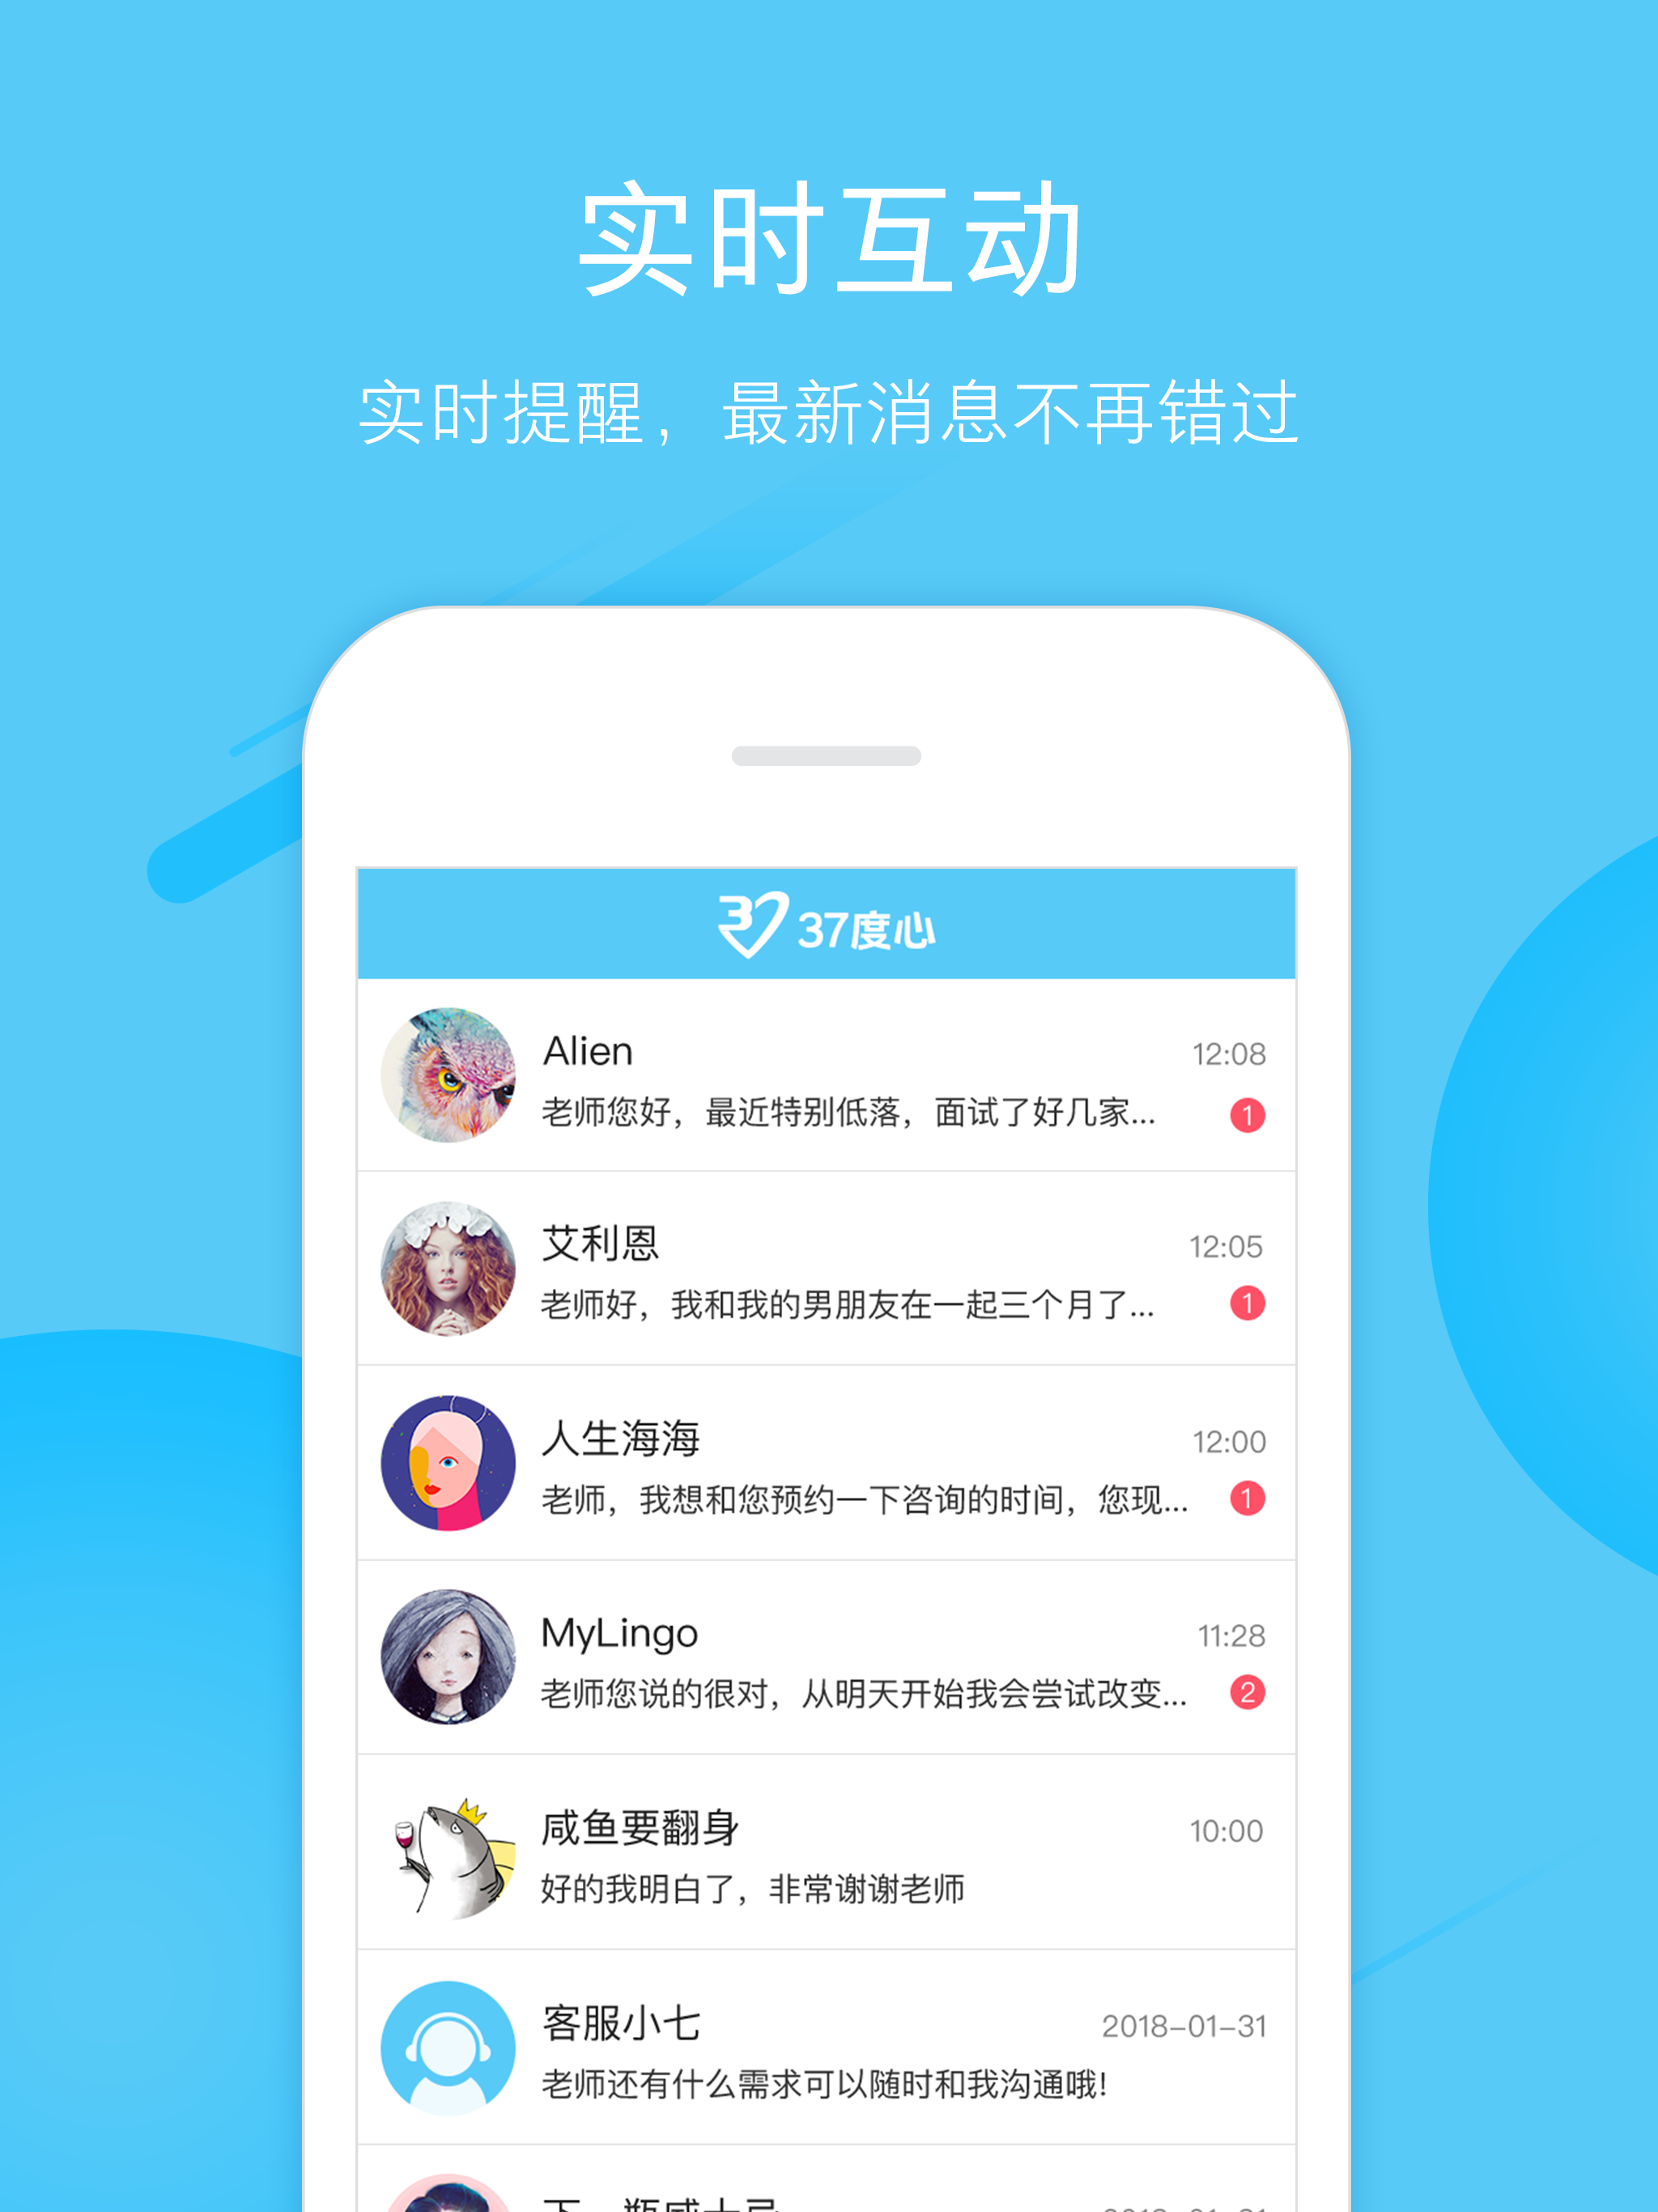 实时互动
实时提醒，最新消息不再错过
37度心
Alien
12:08
老师您好，最近特别低落，面试了好几家...
1
艾利恩
12:05
老师好，我和我的男朋友在一起三个月了...
1
人生海海
12:00
老师，我想和您预约一下咨询的时间，您现...
1
MyLingo
11:28
老师您说的很对，从明天开始我会尝试改变...
2
咸鱼要翻身
10:00
好的我明白了，非常谢谢老师
客服小七
2018-01-31
老师还有什么需求可以随时和我沟通哦!